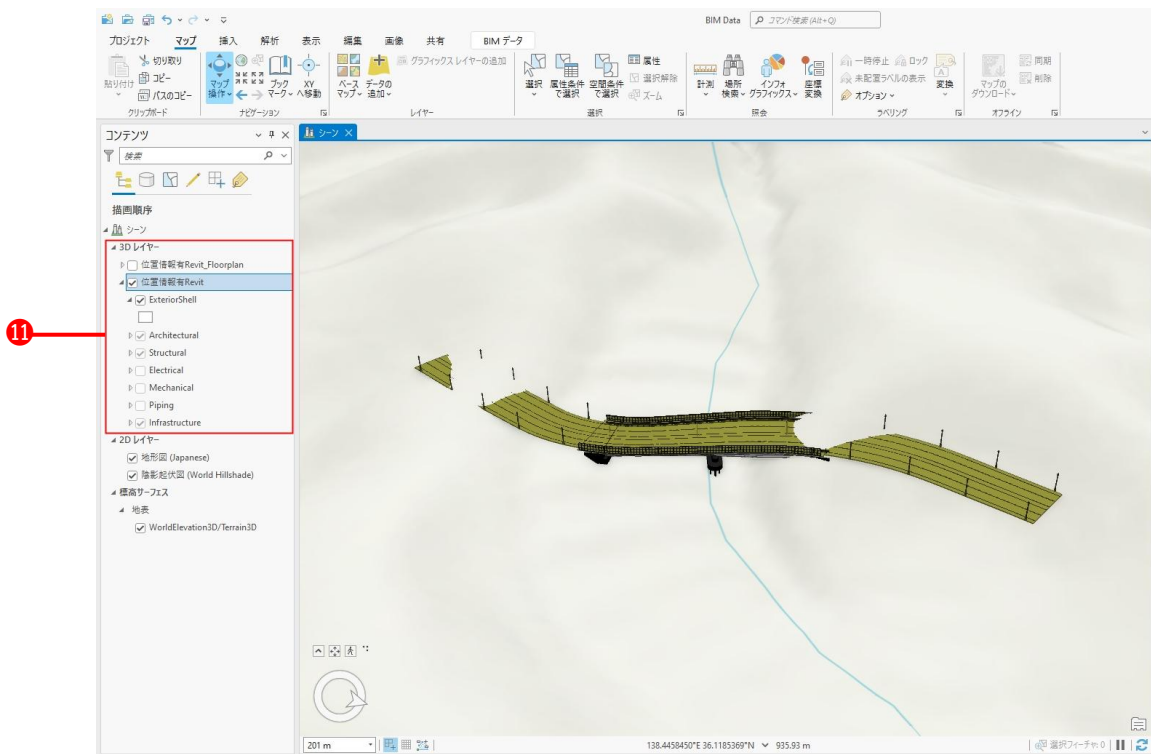 BIM Data
コマンド検索 (Alt+Q)
プロジェクト マップ 挿入 解析 表示 編集 画像 共有 BIM データ
貼り付け
切り取り
コピー
パスのコピー
クリップボード
マップ操作
ブックマーク
XY へ移動
ナビゲーション
ベースマップ
データの追加
グラフィックス レイヤーの追加
レイヤー
選択
属性条件で選択
空間条件で選択
属性
選択解除
ズーム
選択
計測
場所検索
インフォグラフィックス
座標変換
照会
一時停止 ロック
未配置ラベルの表示
オプション
変換
ラベリング
マップのダウンロード
同期
削除
オフライン
コンテンツ
検索
描画順序
シーン
3D レイヤー
位置情報有Revit_Floorplan
位置情報有Revit
ExteriorShell
Architectural
Structural
Electrical
Mechanical
Piping
Infrastructure
2D レイヤー
地形図 (Japanese)
陰影起伏図 (World Hillshade)
標高サーフェス
地表
WorldElevation3D/Terrain3D
11
シーン
201 m
138.4458450°E 36.1185369°N
935.93 m
選択フィーチャ: 0